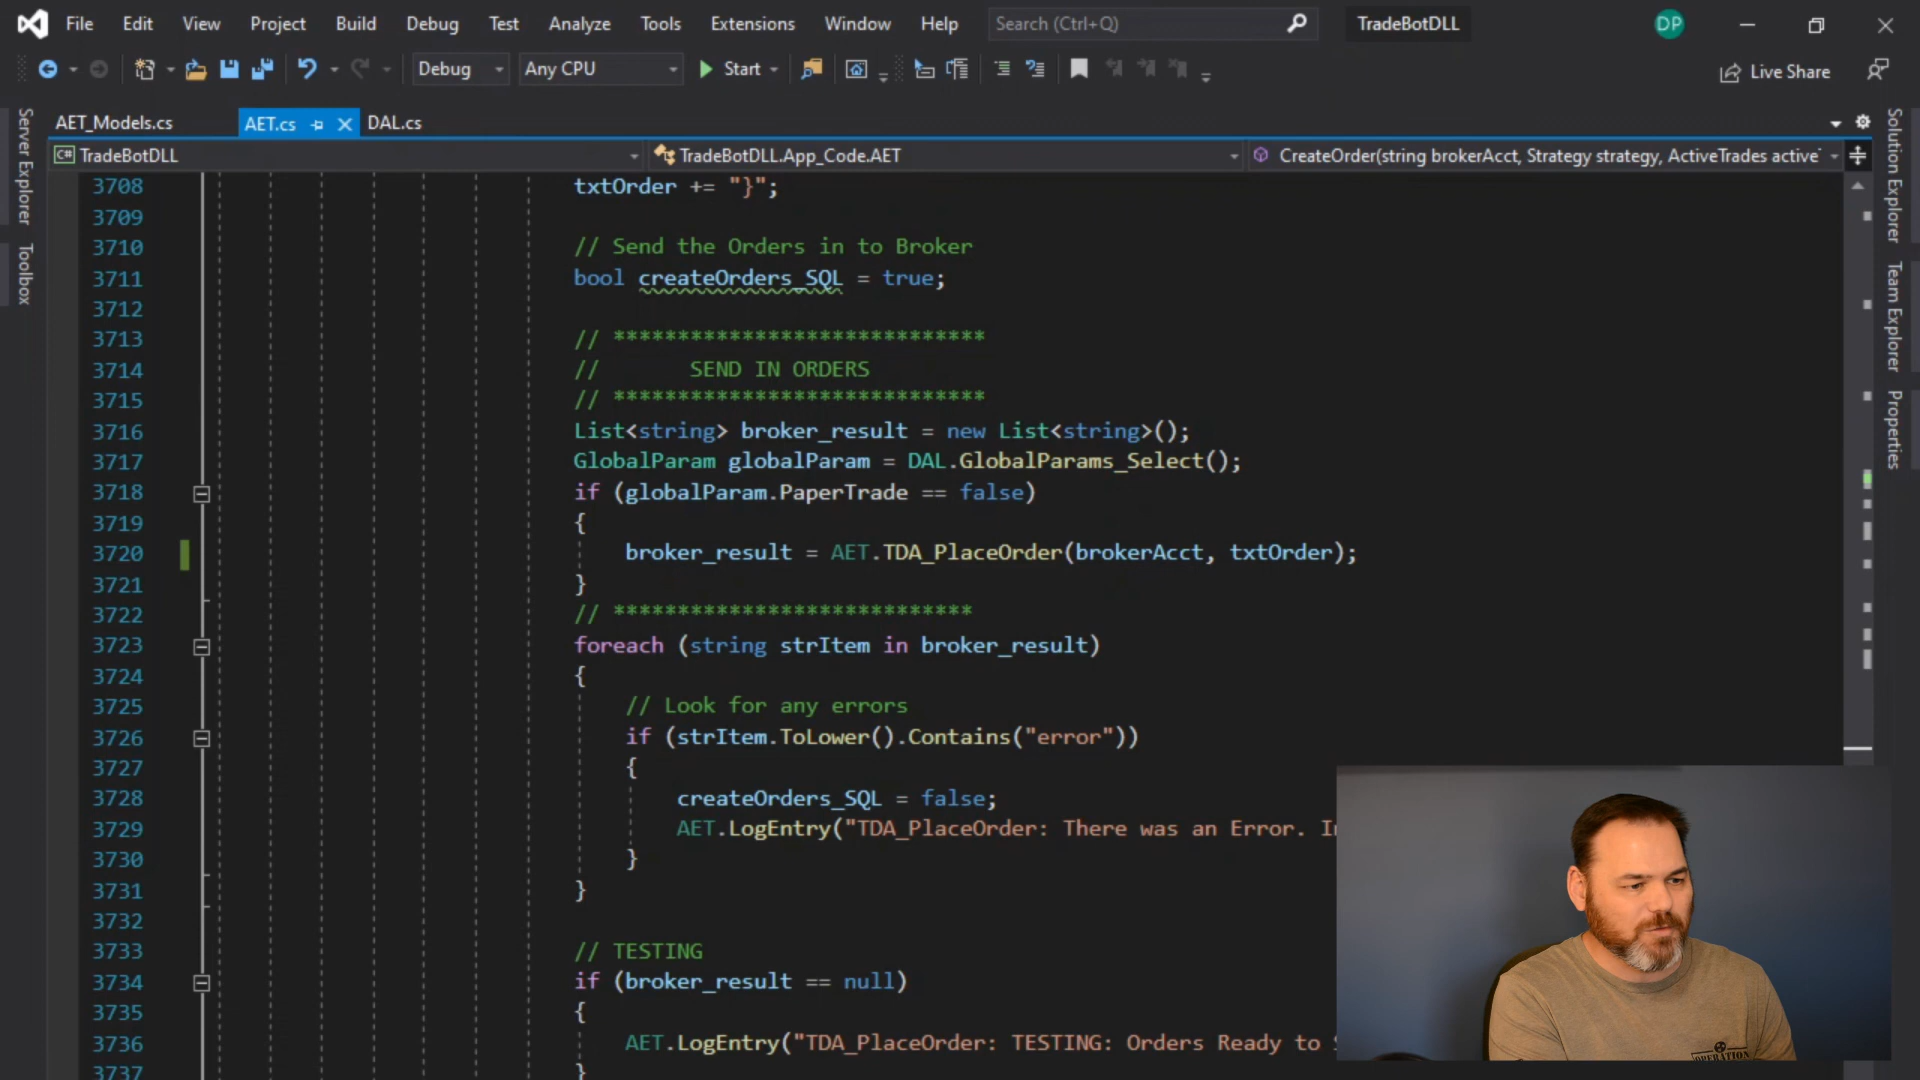 File Edit View Project Build Debug Test Analyze Tools Extensions Window Help Search (Ctrl+Q) TradeBotDLL DP
Debug Any CPU Start Live Share
Server Explorer
Toolbox
AET_Models.cs AET.cs DAL.cs
C# TradeBotDLL TradeBotDLL.App_Code.AET CreateOrder(string brokerAcct, Strategy strategy, ActiveTrades active
3708 txtOrder += "}";
3709
3710 // Send the Orders in to Broker
3711 bool createOrders_SQL = true;
3712
3713 // *****************************
3714 // SEND IN ORDERS
3715 // *****************************
3716 List<string> broker_result = new List<string>();
3717 GlobalParam globalParam = DAL.GlobalParams_Select();
3718 if (globalParam.PaperTrade == false)
3719 {
3720 broker_result = AET.TDA_PlaceOrder(brokerAcct, txtOrder);
3721 }
3722 // ****************************
3723 foreach (string strItem in broker_result)
3724 {
3725 // Look for any errors
3726 if (strItem.ToLower().Contains("error"))
3727 {
3728 createOrders_SQL = false;
3729 AET.LogEntry("TDA_PlaceOrder: There was an Error. I
3730 }
3731 }
3732
3733 // TESTING
3734 if (broker_result == null)
3735 {
3736 AET.LogEntry("TDA_PlaceOrder: TESTING: Orders Ready to
3737 }
Solution Explorer
Team Explorer
Properties
OPERATION